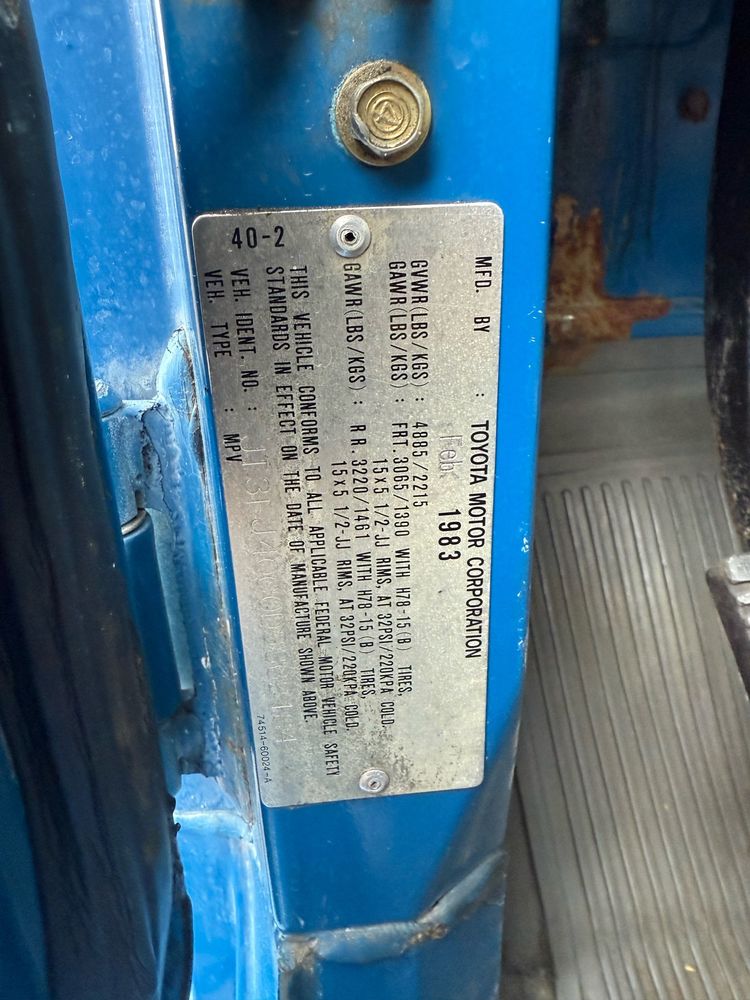 MFD. BY : TOYOTA MOTOR CORPORATION
Feb 1983
GVWR(LBS/KGS) : 4885/2215
GAWR(LBS/KGS) : FRT.3065/1390 WITH H78-15(B) TIRES,
15x5 1/2-JJ RIMS, AT 32PSI/220KPA COLD.
GAWR(LBS/KGS) : RR.3220/1461 WITH H78-15(B) TIRES,
15x5 1/2-JJ RIMS, AT 32PSI/220KPA COLD.
THIS VEHICLE CONFORMS TO ALL APPLICABLE FEDERAL MOTOR VEHICLE SAFETY
STANDARDS IN EFFECT ON THE DATE OF MANUFACTURE SHOWN ABOVE.
VEH. IDENT. NO. :
VEH. TYPE : MPV
40-2
74514-60024-A